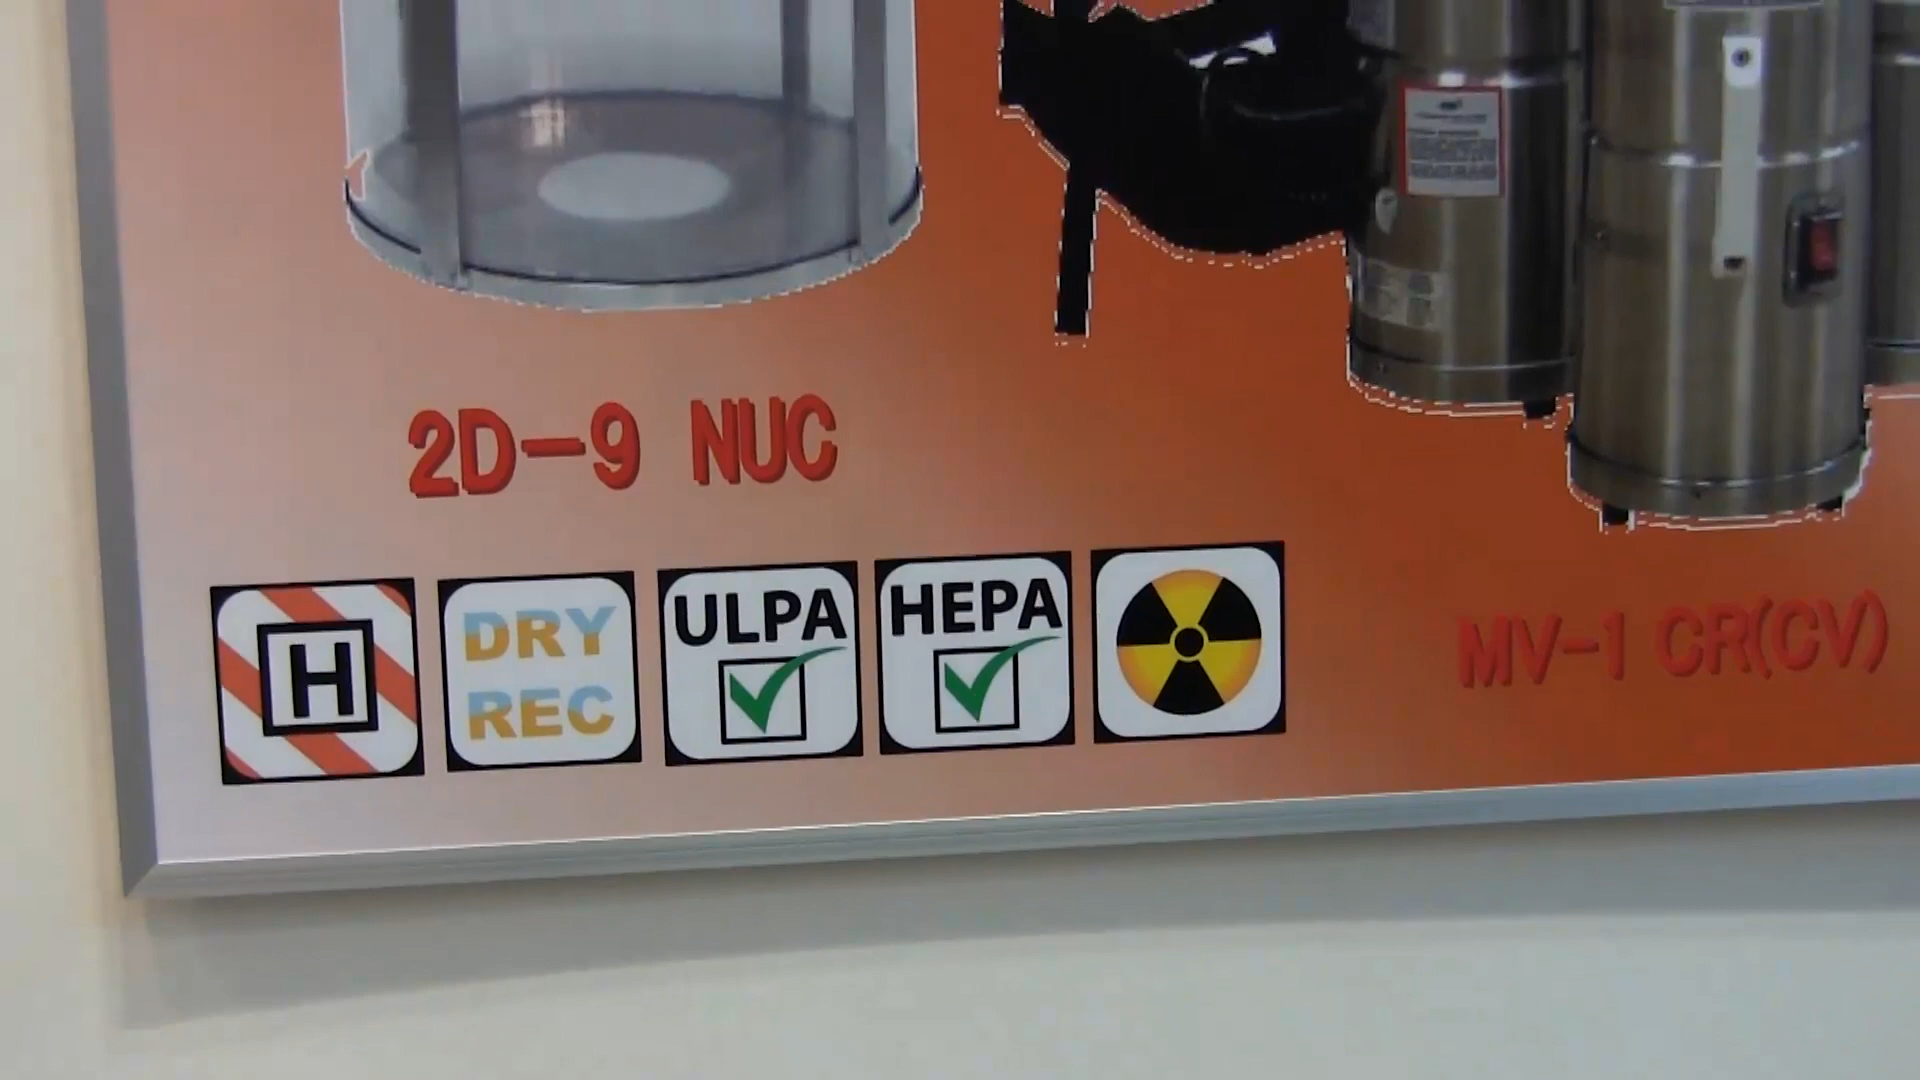 2D-9 NUC
H
DRY
REC
ULPA
HEPA
MV-1 CR(CV)